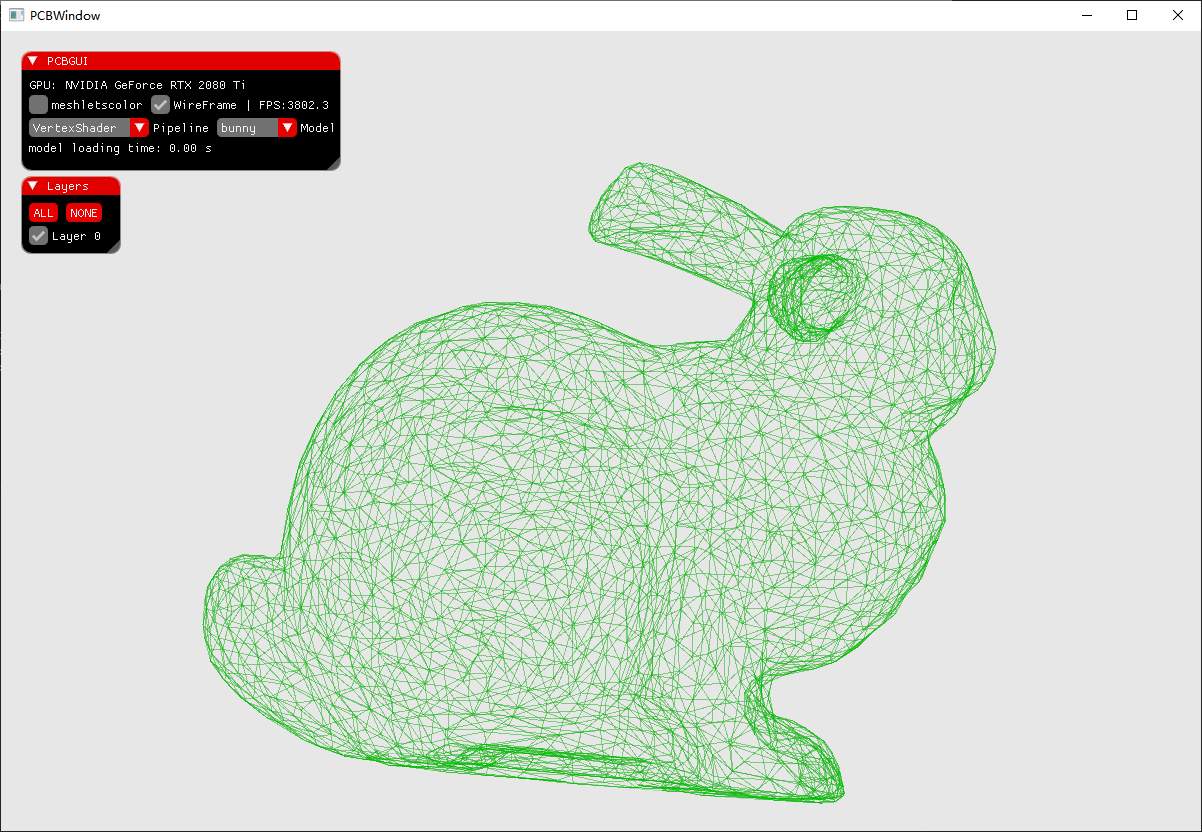 PCBWindow
PCBGUI
GPU: NVIDIA GeForce RTX 2080 Ti
meshletscolor WireFrame | FPS:3802.3
VertexShader Pipeline bunny Model
model loading time: 0.00 s
Layers
ALL NONE
Layer 0